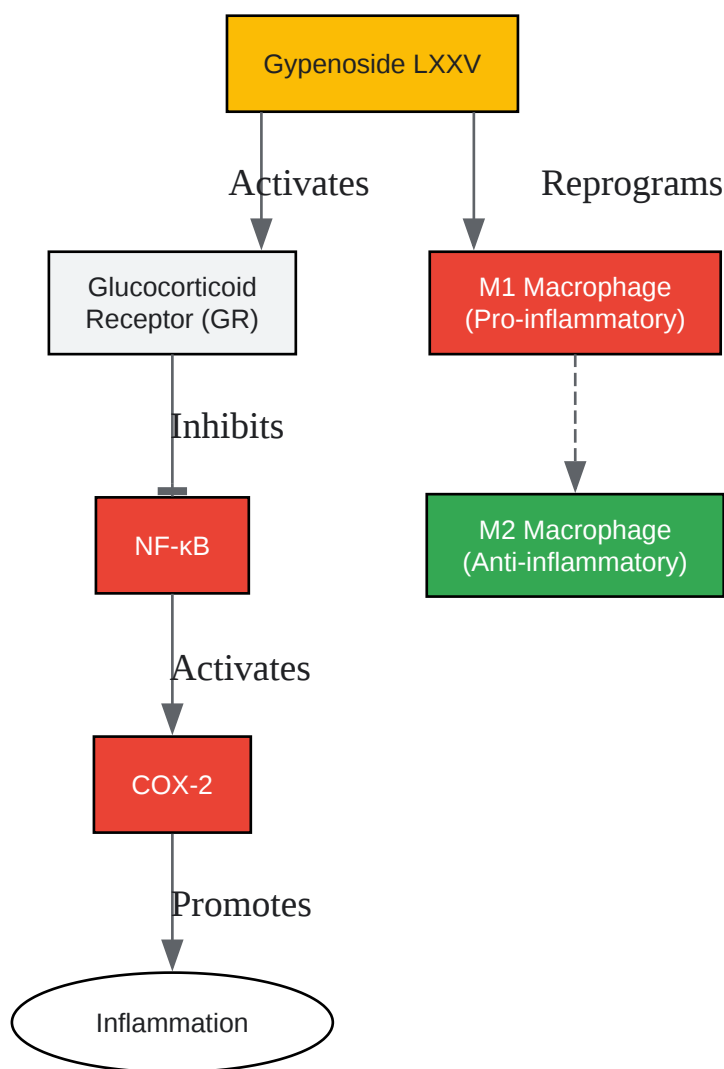 Gypenoside LXXV
Activates
Reprograms
Glucocorticoid
Receptor (GR)
M1 Macrophage
(Pro-inflammatory)
Inhibits
NF-κB
M2 Macrophage
(Anti-inflammatory)
Activates
COX-2
Promotes
Inflammation